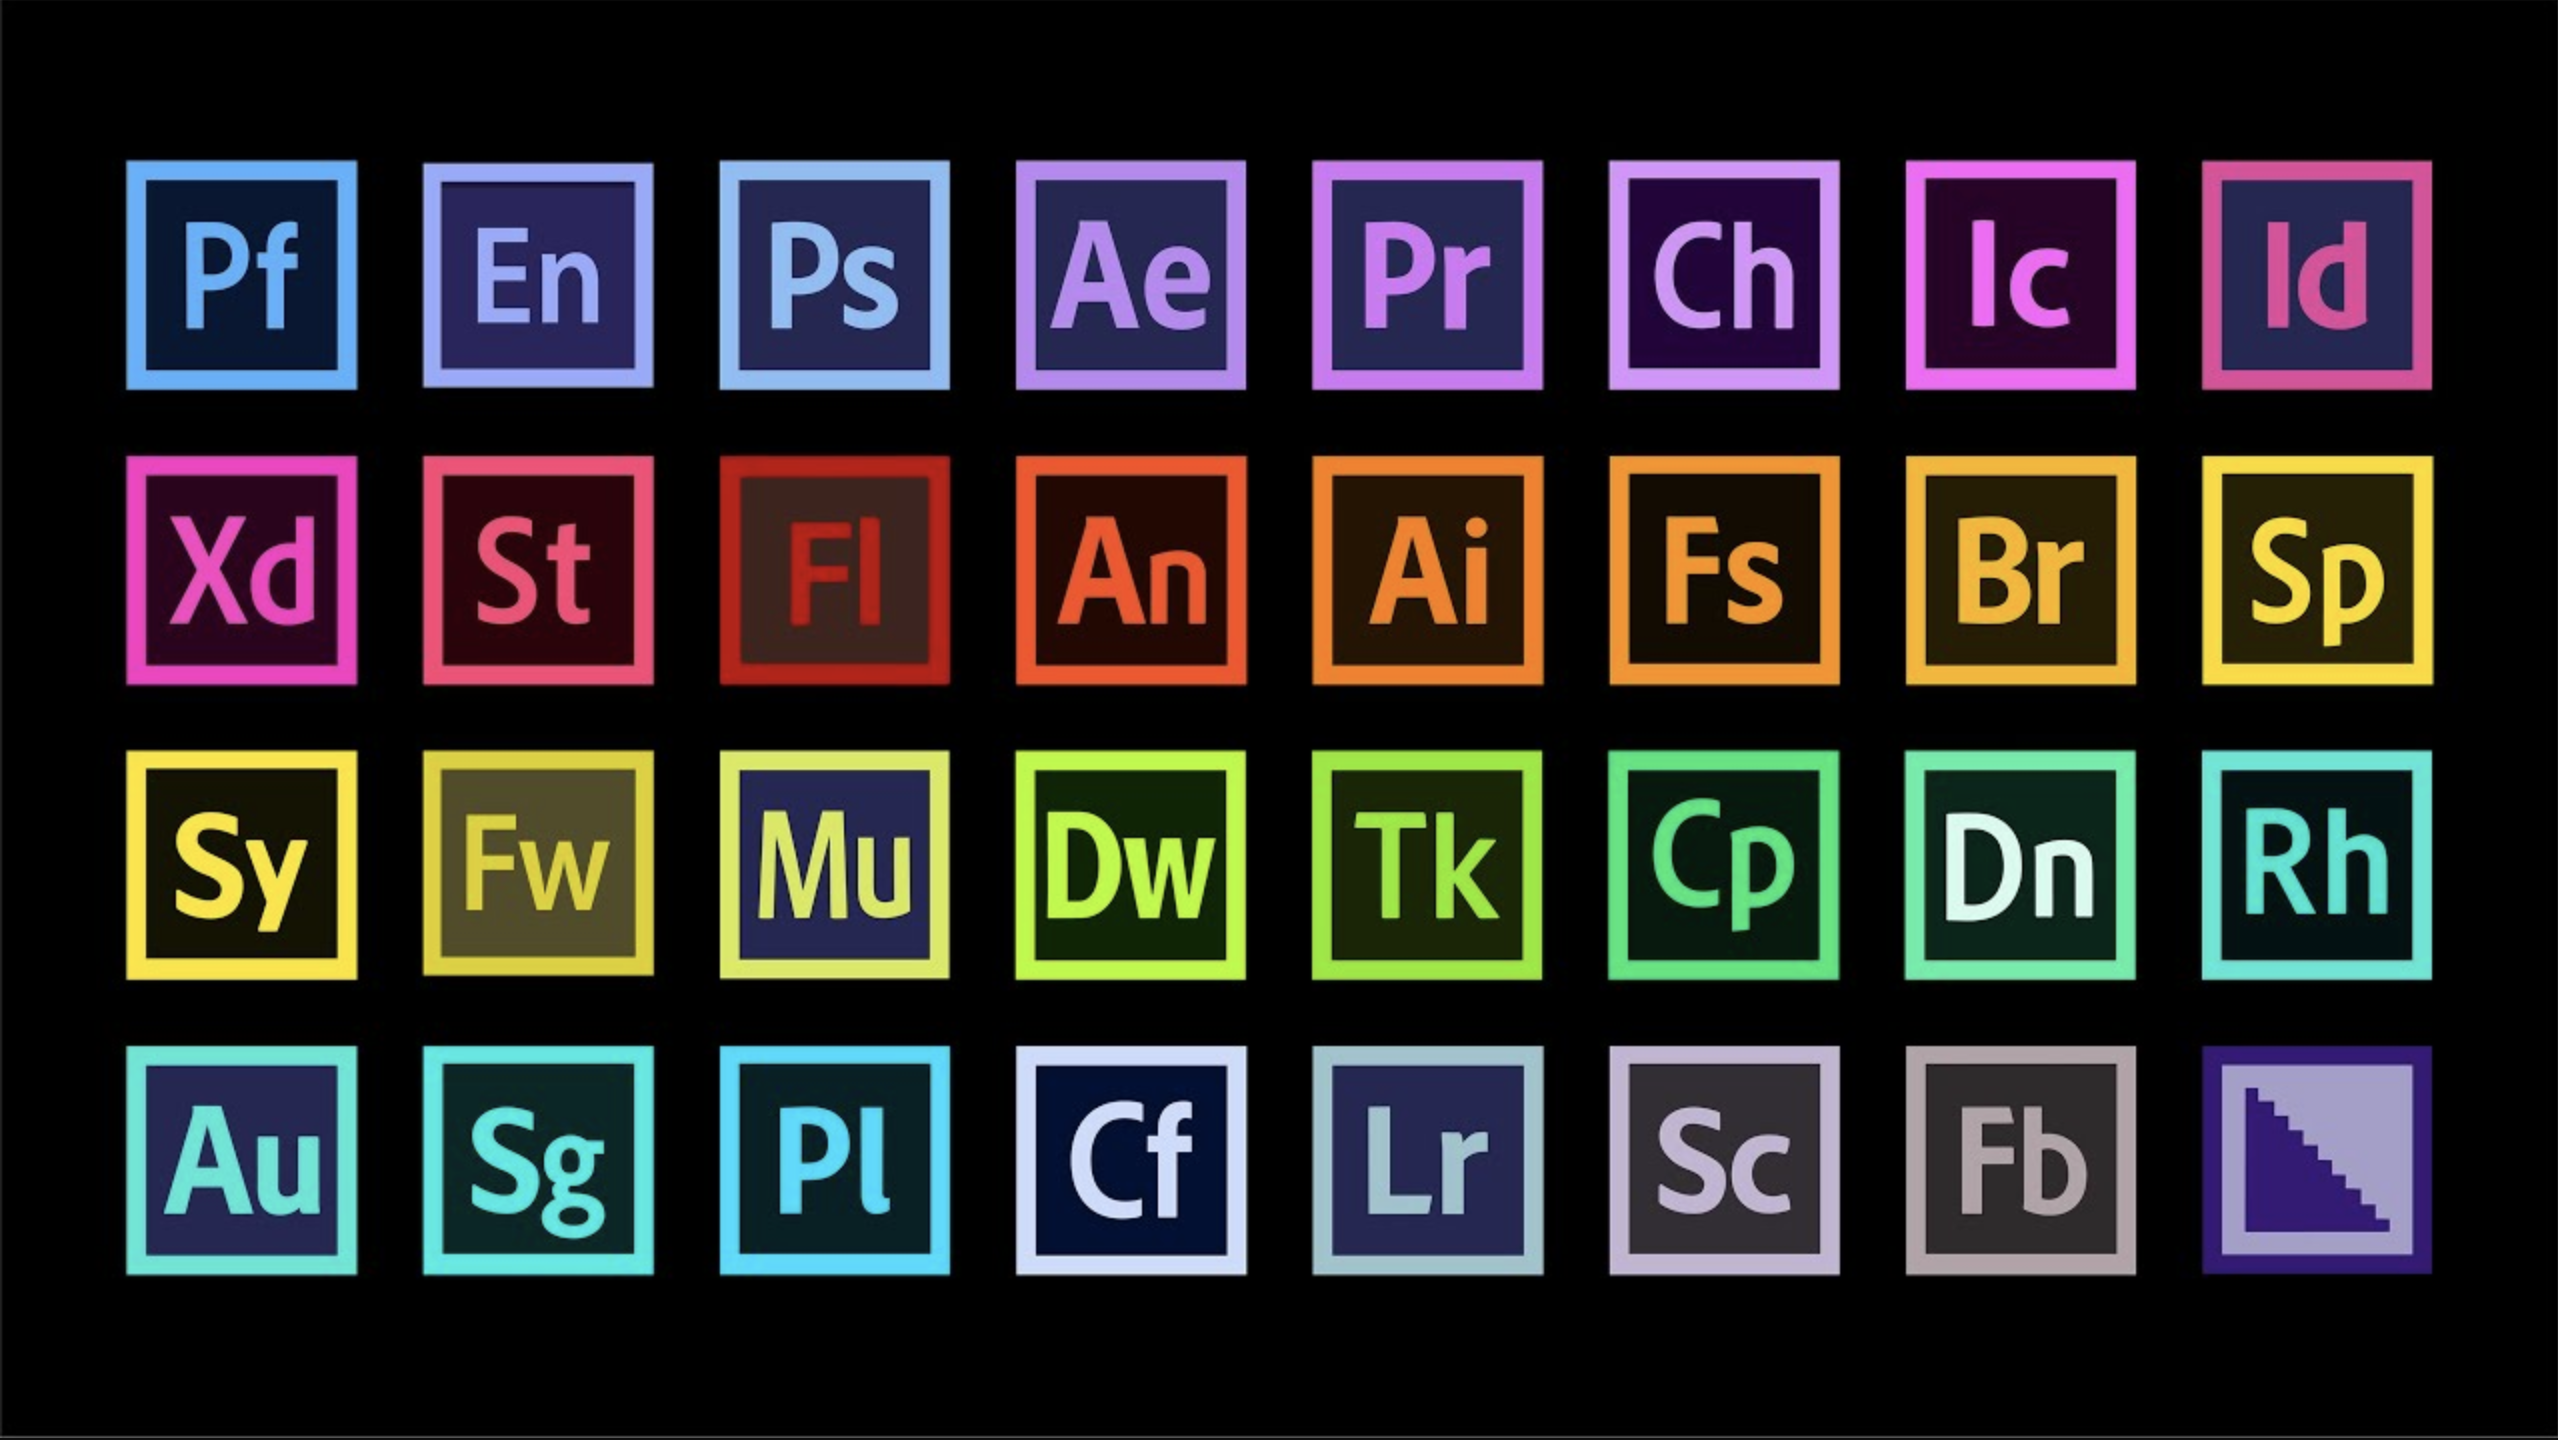 Pf En Ps Ae Pr Ch Ic Id
Xd St Fl An Ai Fs Br Sp
Sy Fw Mu Dw Tk Cp Dn Rh
Au Sg Pl Cf Lr Sc Fb